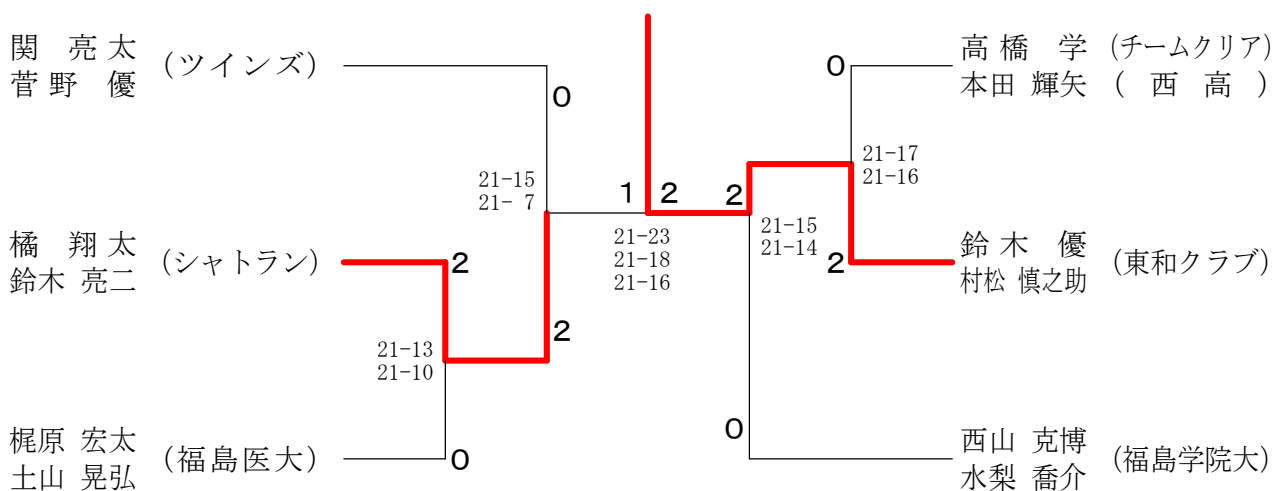 関 亮太 (ツインズ)
菅野 優
0
21-15
21- 7
橘 翔太 (シャトラン)
鈴木 亮二
2
2
21-13
21-10
梶原 宏太 (福島医大)
土山 晃弘
0
1 2
21-23
21-18
21-16
高橋 学 (チームクリア)
本田 輝矢 ( 西 高 )
0
21-17
21-16
2
21-15
21-14
鈴木 優 (東和クラブ)
村松 慎之助
2
0
西山 克博 (福島学院大)
水梨 喬介